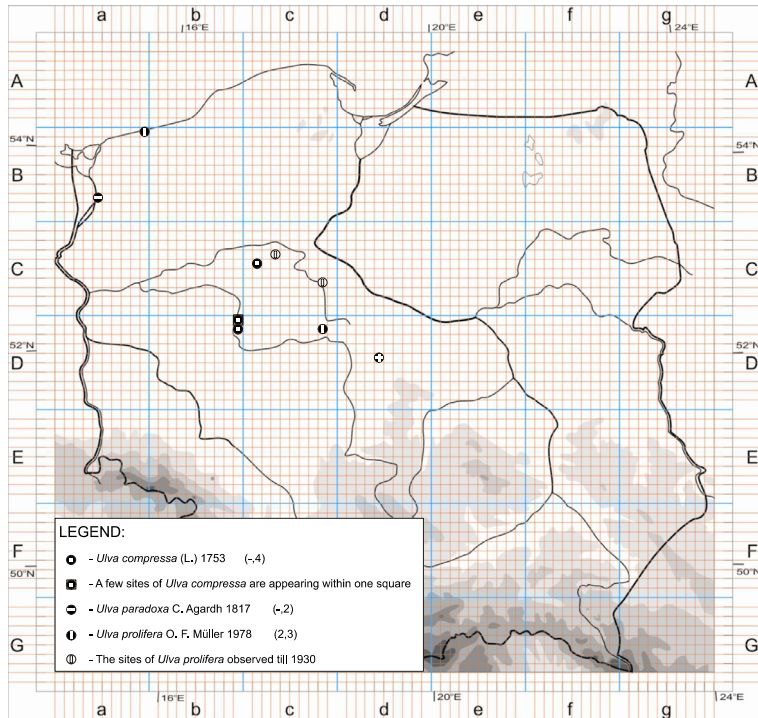 a b c d e f g
16°E 20°E 24°E
A A
54°N 54°N
B B
C C
52°N 52°N
D D
E E
LEGEND:
- Ulva compressa (L.) 1753 (-,4)
- A few sites of Ulva compressa are appearing within one square
- Ulva paradoxa C. Agardh 1817 (-,2)
- Ulva prolifera O. F. Müller 1978 (2,3)
- The sites of Ulva prolifera observed till 1930
F F
50°N 50°N
G G
16°E 20°E 24°E
a b c d e f g